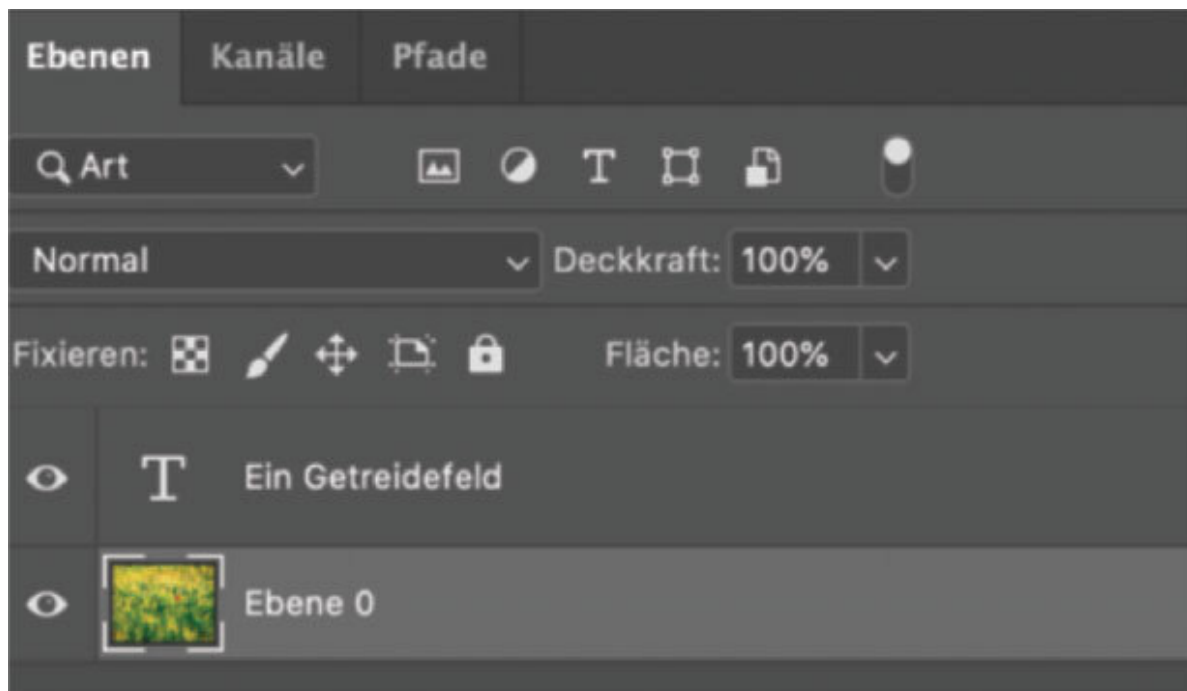 Ebenen Kanäle Pfade
Art
Normal Deckkraft: 100%
Fixieren: Fläche: 100%
T Ein Getreidefeld
Ebene 0